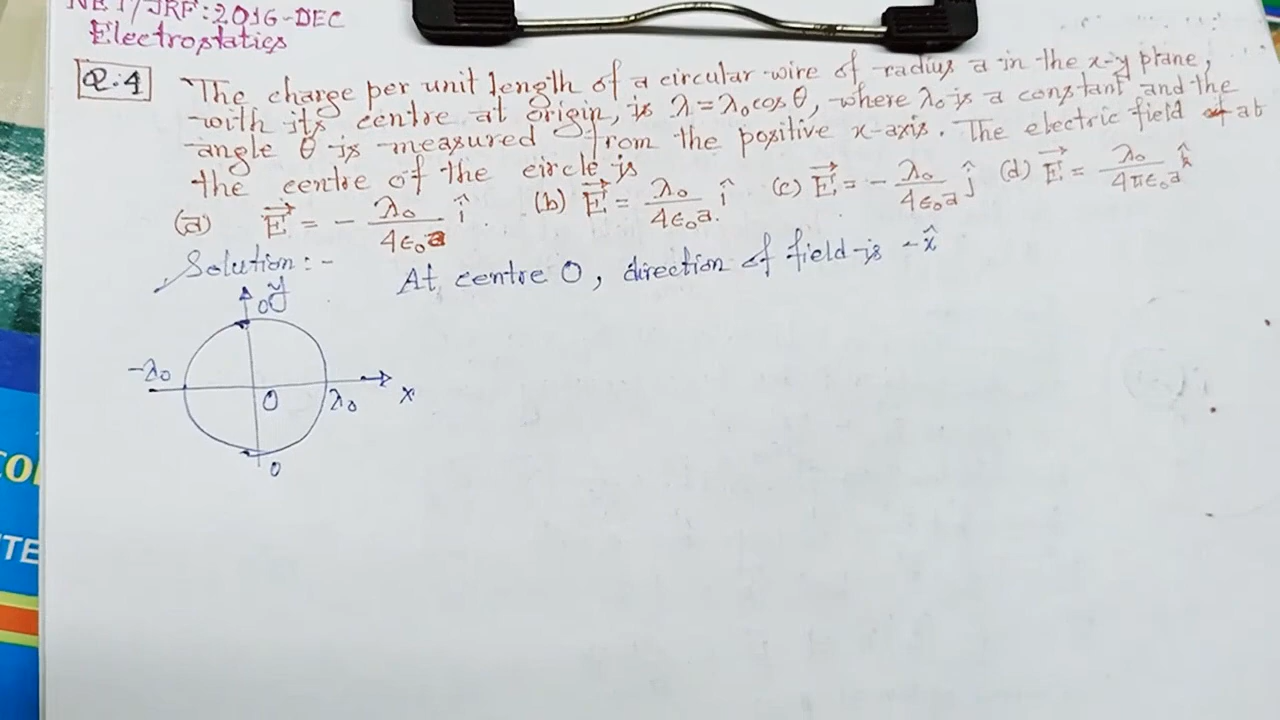 NET/JRF:2016-DEC
Electrostatics
Q.4 The charge per unit length of a circular wire of radius a in the x-y plane,
with its centre at origin, is λ=λ₀cosθ, where λ₀ is a constant and the
angle θ is measured from the positive x-axis. The electric field at
the centre of the circle is
(a) E⃗ = - λ₀/4ϵ₀a î (b) E⃗ = λ₀/4ϵ₀a. î (c) E⃗ = - λ₀/4ϵ₀a ĵ (d) E⃗ = λ₀/4πϵ₀a k̂
Solution:- At centre O, direction of field is -x̂
y
0
-λ₀
O
λ₀
x
0